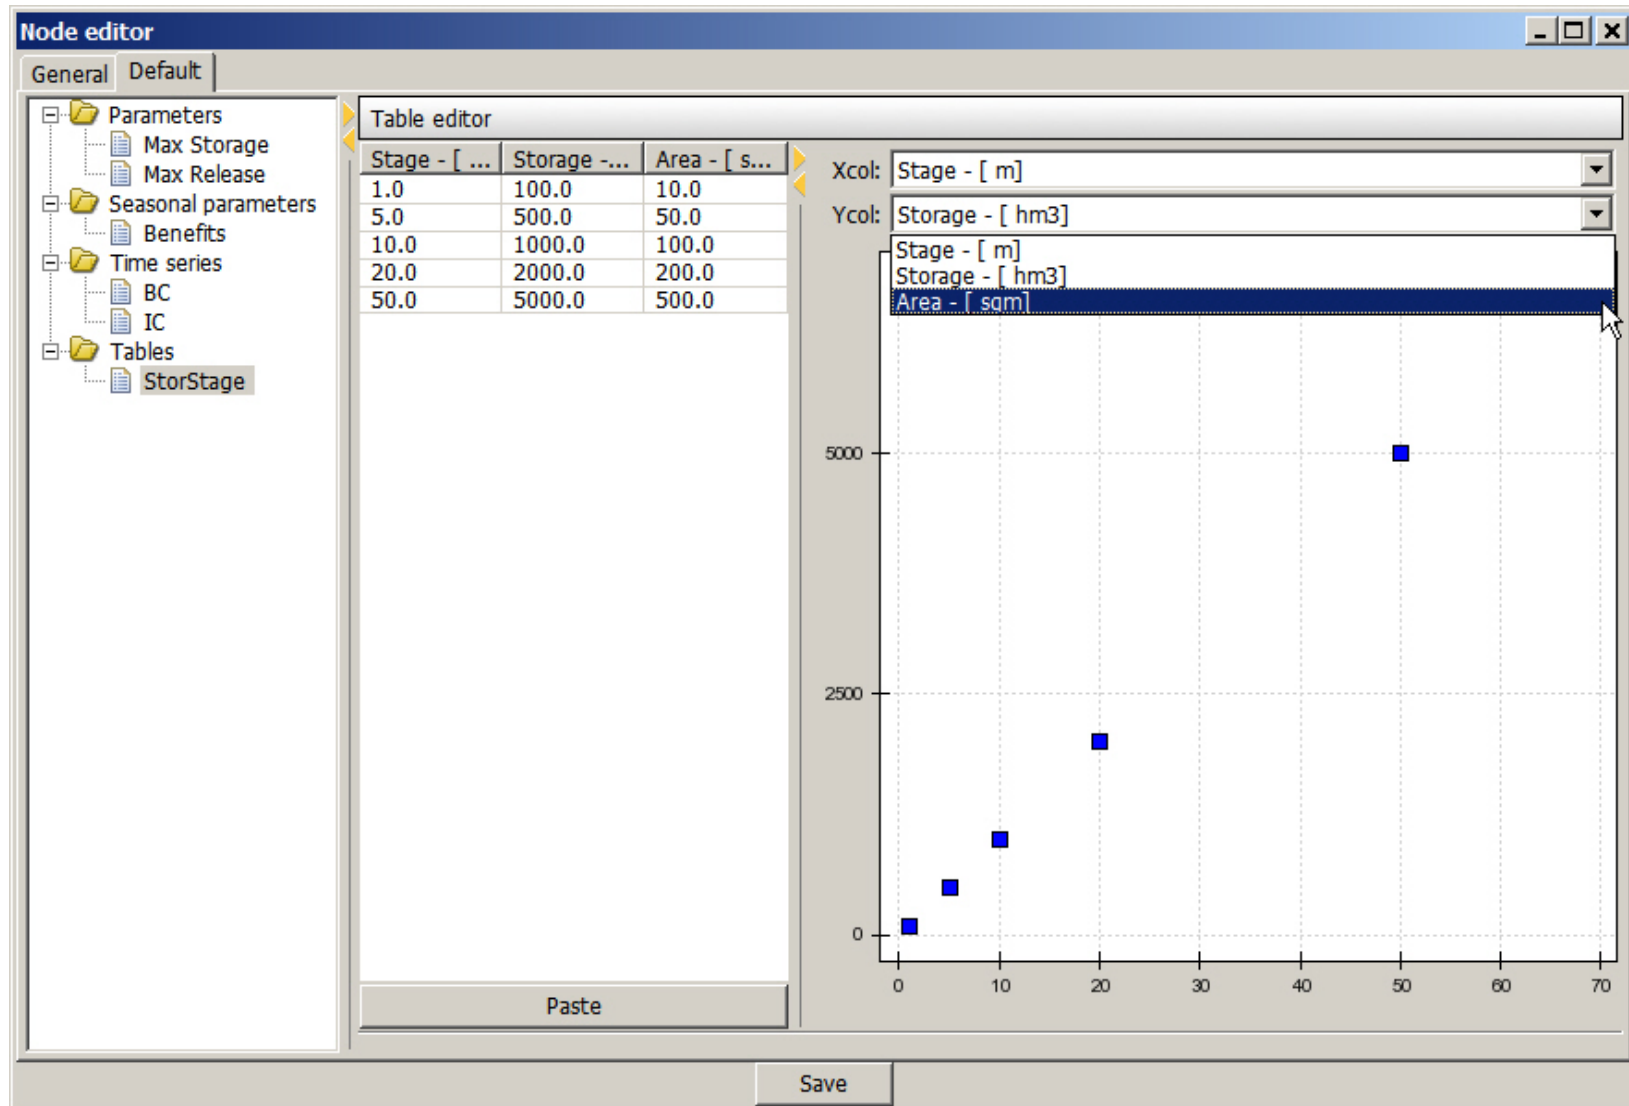 Node editor
General Default
Parameters
Max Storage
Max Release
Seasonal parameters
Benefits
Time series
BC
IC
Tables
StorStage
Table editor
Stage - [ ... Storage -... Area - [ s...
1.0 100.0 10.0
5.0 500.0 50.0
10.0 1000.0 100.0
20.0 2000.0 200.0
50.0 5000.0 500.0
Paste
Xcol: Stage - [ m]
Ycol: Storage - [ hm3]
Stage - [ m]
Storage - [ hm3]
Area - [ sqm]
5000
2500
0
0 10 20 30 40 50 60 70
Save